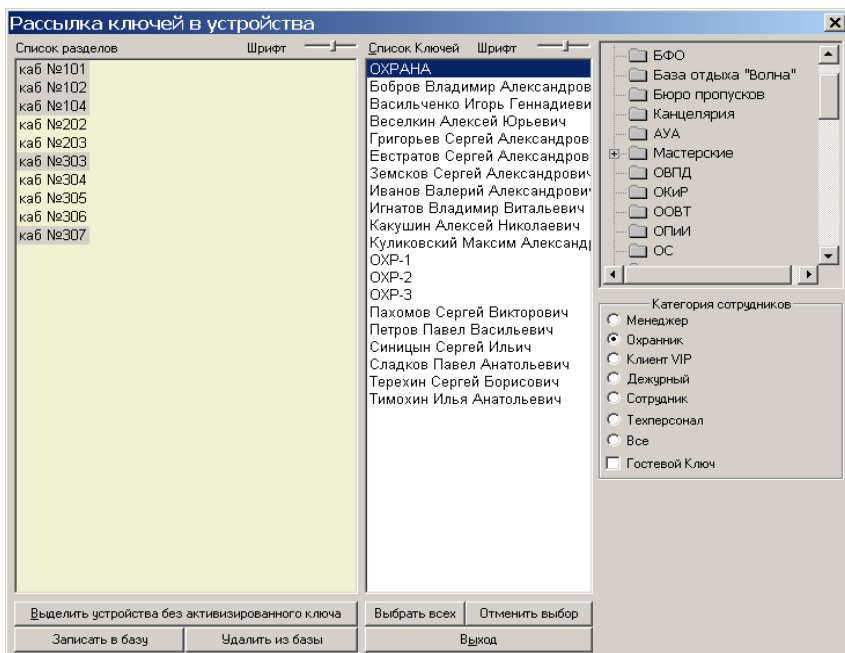 Рассылка ключей в устройства
Список разделов
Шрифт
каб №101
каб №102
каб №104
каб №202
каб №203
каб №303
каб №304
каб №305
каб №306
каб №307
Выделить устройства без активизированного ключа
Записать в базу
Удалить из базы
Список Ключей
Шрифт
ОХРАНА
Бобров Владимир Александров
Васильченко Игорь Геннадиеви
Веселкин Алексей Юрьевич
Григорьев Сергей Александров
Евстратов Сергей Александров
Земсков Сергей Александрович
Иванов Валерий Александрови
Игнатов Владимир Витальевич
Какушин Алексей Николаевич
Куликовский Максим Александ
ОХР-1
ОХР-2
ОХР-3
Пахомов Сергей Викторович
Петров Павел Васильевич
Синицын Сергей Ильич
Сладков Павел Анатольевич
Терехин Сергей Борисович
Тимохин Илья Анатольевич
Выбрать всех
Отменить выбор
Выход
БФО
База отдыха "Волна"
Бюро пропусков
Канцелярия
АУА
Мастерские
ОВПД
ОКиР
ООВТ
ОПиИ
ОС
Категория сотрудников
Менеджер
Охранник
Клиент VIP
Дежурный
Сотрудник
Техперсонал
Все
Гостевой Ключ